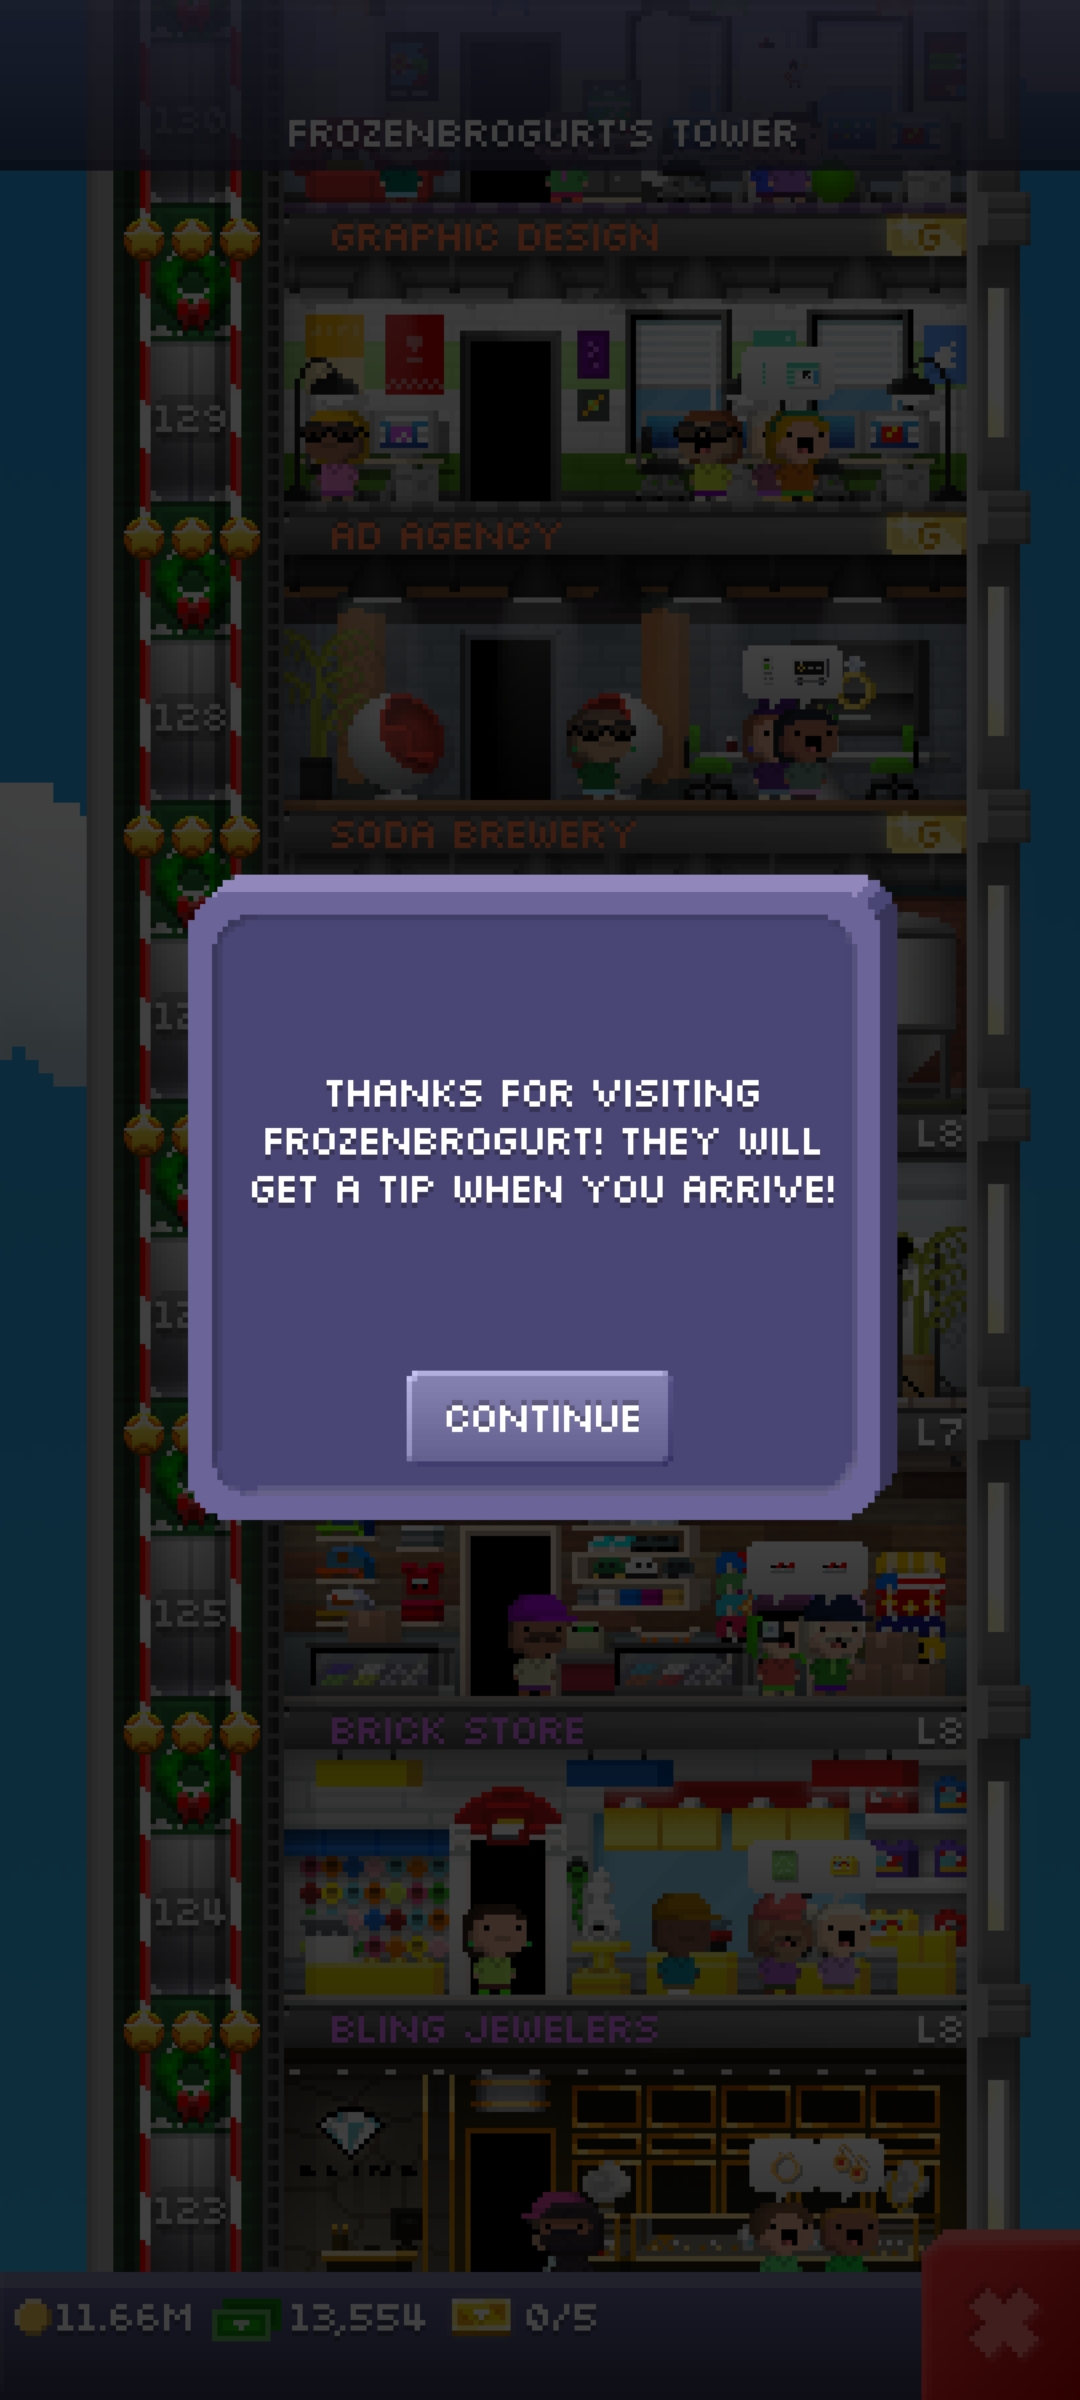 130
FROZENBROGURT'S TOWER
GRAPHIC DESIGN G
129
AD AGENCY G
128
SODA BREWERY G
THANKS FOR VISITING
FROZENBROGURT! THEY WILL
GET A TIP WHEN YOU ARRIVE!
L8
CONTINUE
L7
125
BRICK STORE L8
124
BLING JEWELERS L8
BLING
123
11.66M 13,554 0/5